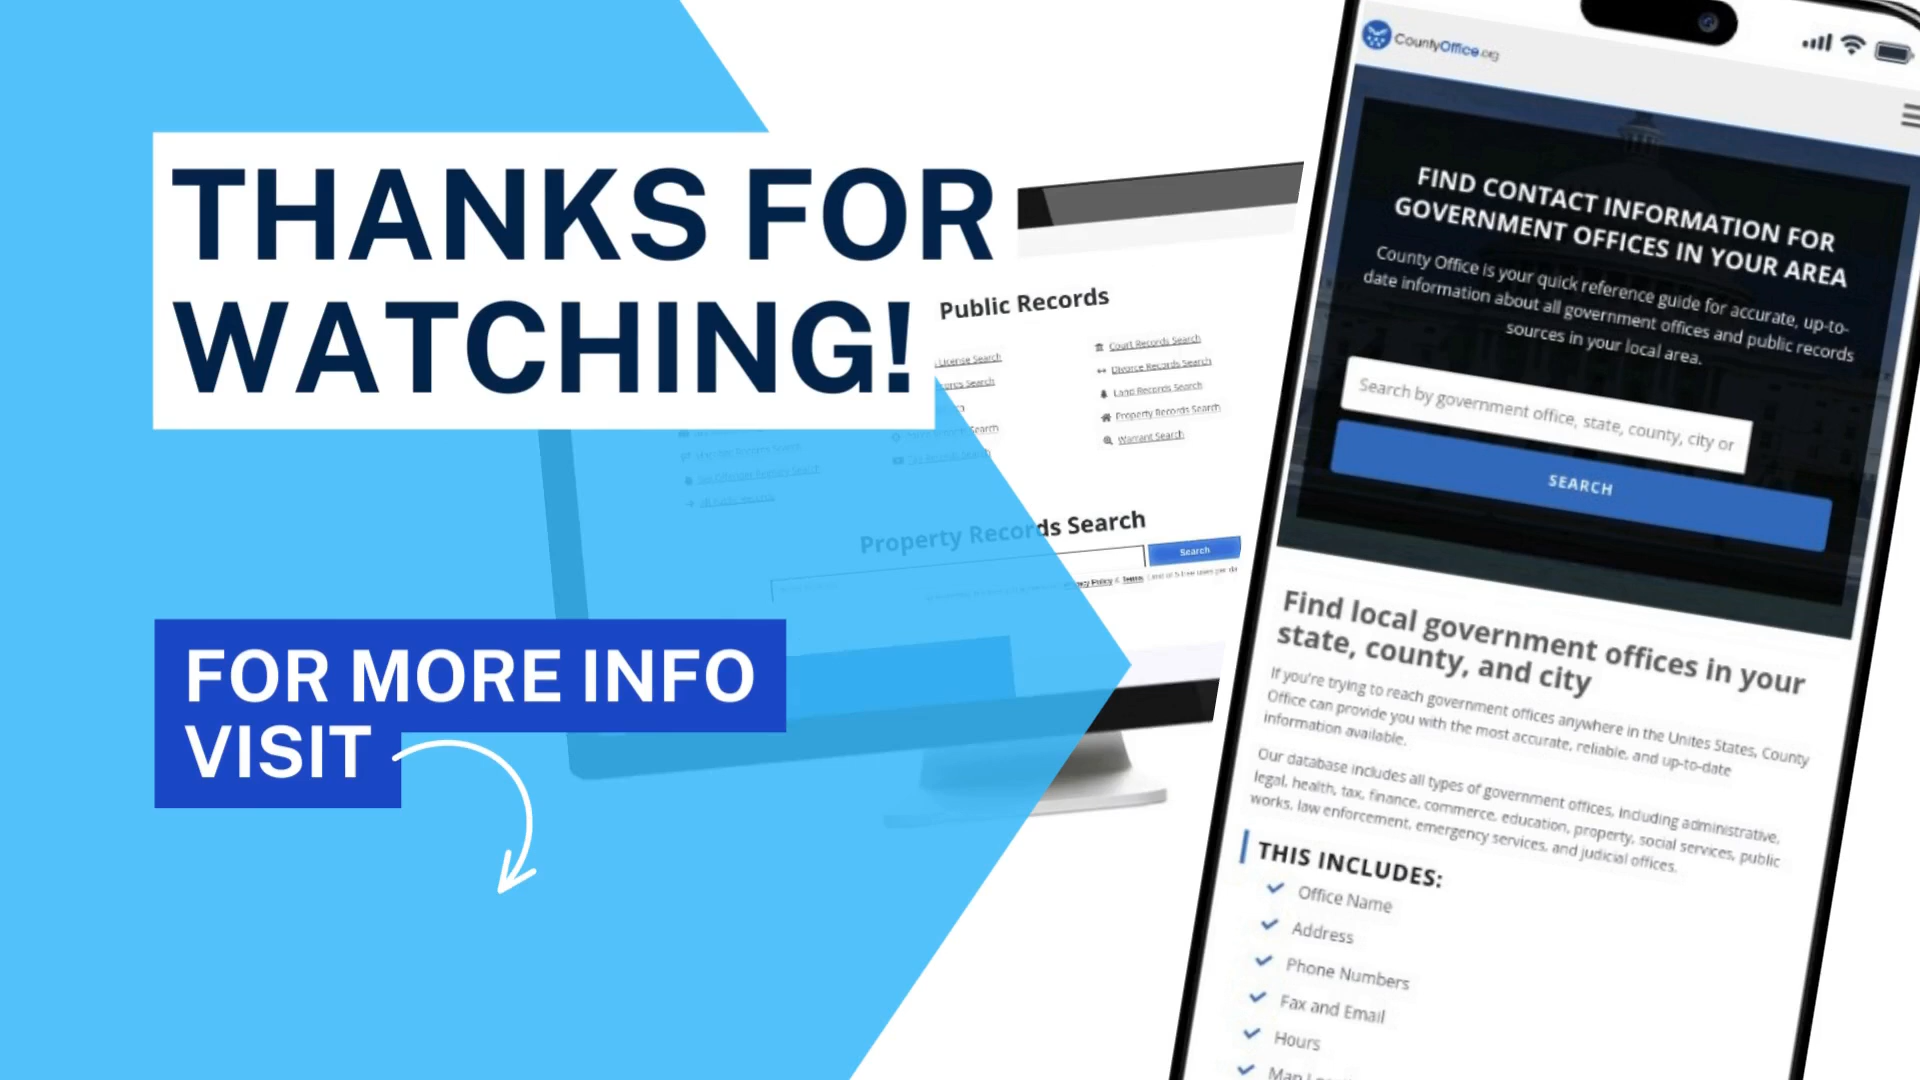 THANKS FOR
WATCHING!
FOR MORE INFO
VISIT
Public Records
License Search
Search
Search
Court Records Search
Divorce Records Search
Land Records Search
Property Records Search
Warrant Search
Property Records Search
Search
Policy & Terms
CountyOffice.org
FIND CONTACT INFORMATION FOR
GOVERNMENT OFFICES IN YOUR AREA
County Office is your quick reference guide for accurate, up-to-
date information about all government offices and public records
sources in your local area.
Search by government office, state, county, city or
SEARCH
Find local government offices in your
state, county, and city
If you're trying to reach government offices anywhere in the Unites States, County
Office can provide you with the most accurate, reliable, and up-to-date
information available.
Our database includes all types of government offices, including administrative,
legal, health, tax, finance, commerce, education, property, social services, public
works, law enforcement, emergency services, and judicial offices.
THIS INCLUDES:
Office Name
Address
Phone Numbers
Fax and Email
Hours
Map